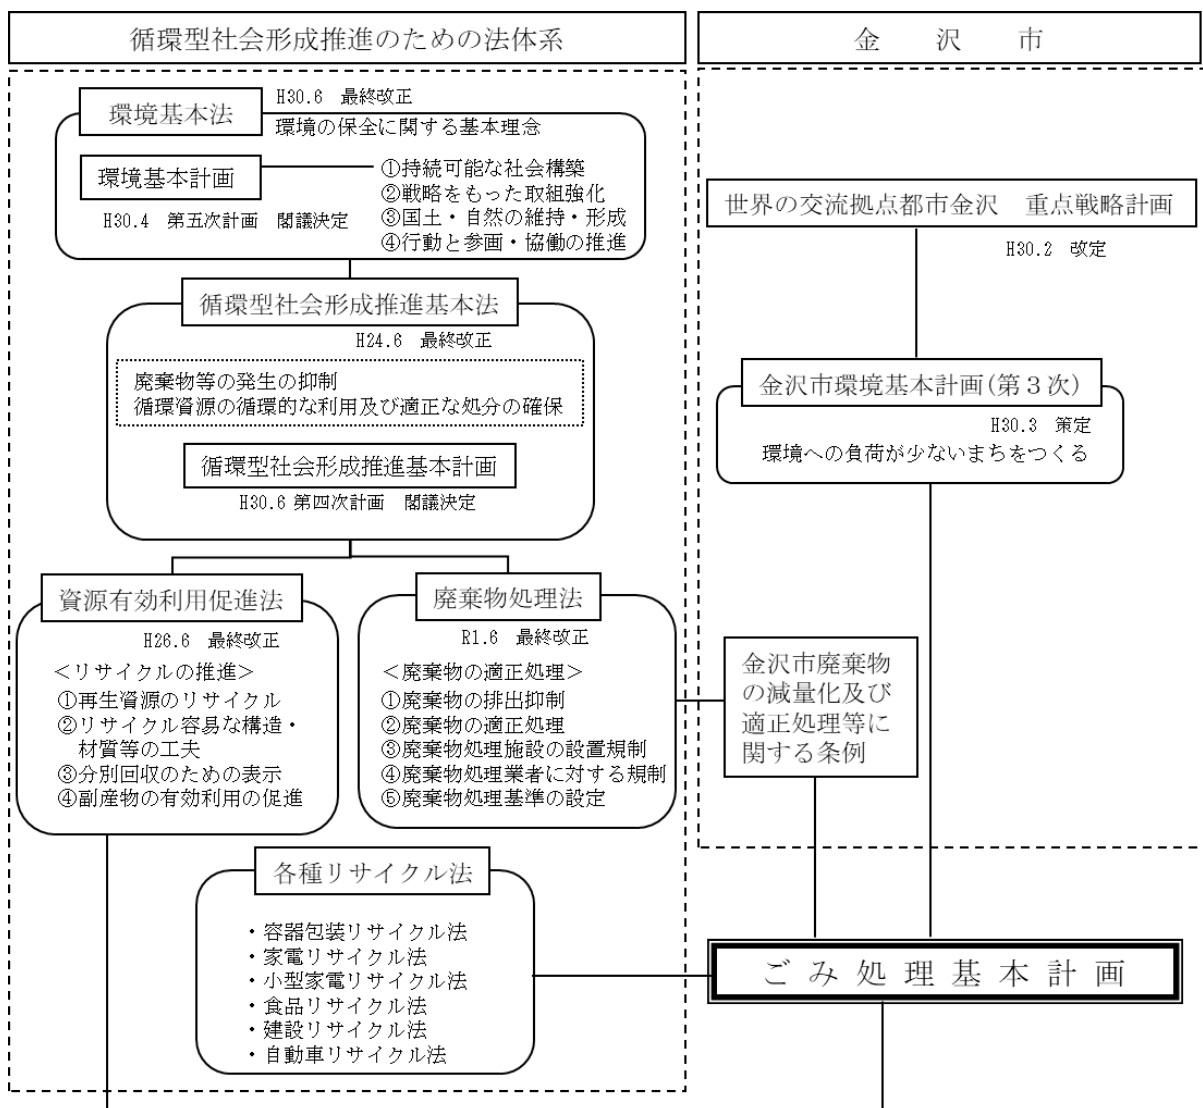 循環型社会形成推進のための法体系
環境基本法
H30.6 最終改正
環境の保全に関する基本理念
環境基本計画
H30.4 第五次計画 閣議決定
①持続可能な社会構築
②戦略をもった取組強化
③国土・自然の維持・形成
④行動と参画・協働の推進
循環型社会形成推進基本法
H24.6 最終改正
廃棄物等の発生の抑制
循環資源の循環的な利用及び適正な処分の確保
循環型社会形成推進基本計画
H30.6 第四次計画 閣議決定
資源有効利用促進法
H26.6 最終改正
＜リサイクルの推進＞
①再生資源のリサイクル
②リサイクル容易な構造・
材質等の工夫
③分別回収のための表示
④副産物の有効利用の促進
廃棄物処理法
R1.6 最終改正
＜廃棄物の適正処理＞
①廃棄物の排出抑制
②廃棄物の適正処理
③廃棄物処理施設の設置規制
④廃棄物処理業者に対する規制
⑤廃棄物処理基準の設定
各種リサイクル法
・容器包装リサイクル法
・家電リサイクル法
・小型家電リサイクル法
・食品リサイクル法
・建設リサイクル法
・自動車リサイクル法
金 沢 市
世界の交流拠点都市金沢 重点戦略計画
H30.2 改定
金沢市環境基本計画(第３次)
H30.3 策定
環境への負荷が少ないまちをつくる
金沢市廃棄物
の減量化及び
適正処理等に
関する条例
ごみ処理基本計画